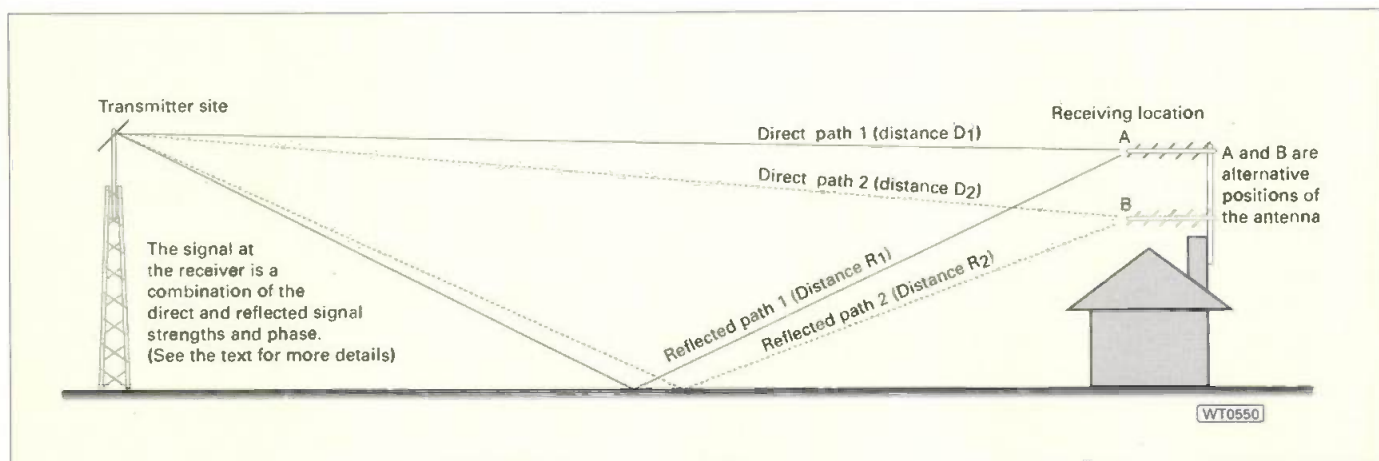 Transmitter site
Receiving location
A
Direct path 1 (distance D1)
A and B are
alternative
positions of
the antenna
Direct path 2 (distance D2)
B
The signal at
the receiver is a
combination of the
direct and reflected signal
strengths and phase.
(See the text for more details)
Reflected path 1 (Distance R1)
Reflected path 2 (Distance R2)
WT0550